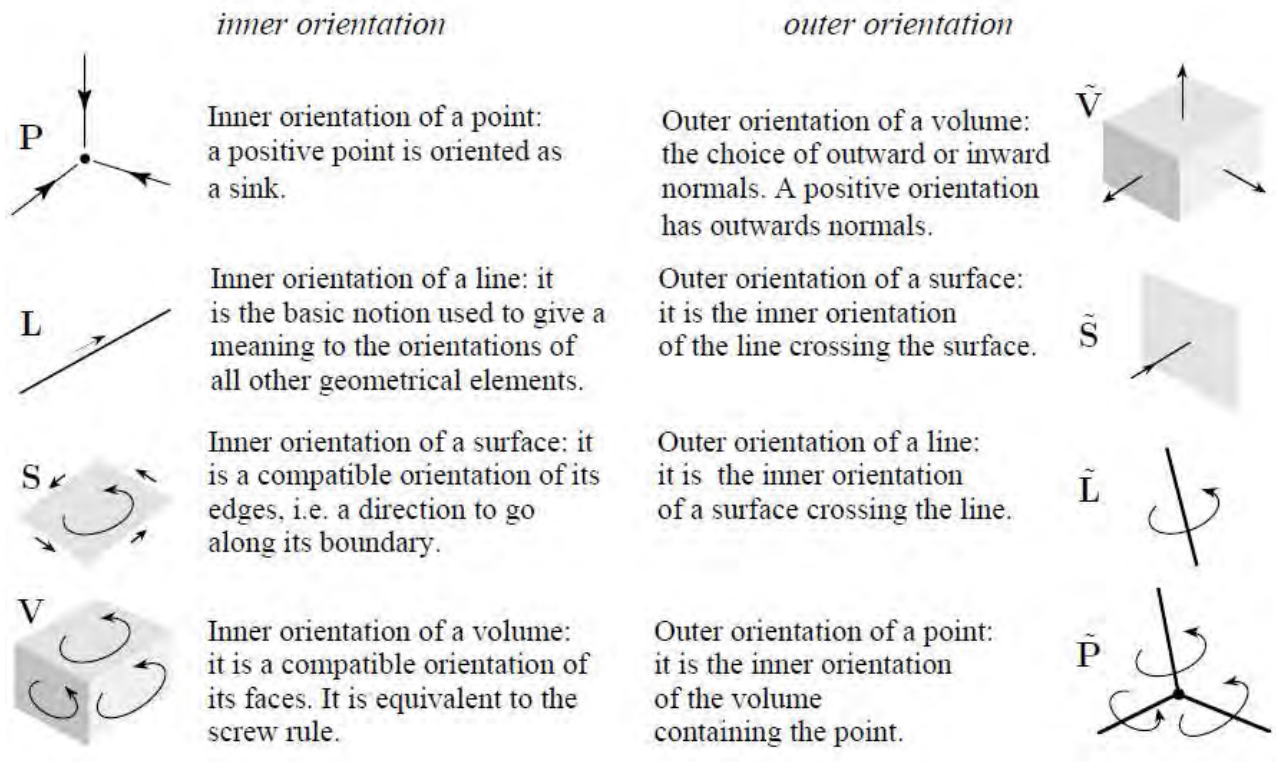 inner orientation
outer orientation
P
Inner orientation of a point:
a positive point is oriented as
a sink.
Outer orientation of a volume:
the choice of outward or inward
normals. A positive orientation
has outwards normals.
Ṽ
L
Inner orientation of a line: it
is the basic notion used to give a
meaning to the orientations of
all other geometrical elements.
Outer orientation of a surface:
it is the inner orientation
of the line crossing the surface.
S̃
S
Inner orientation of a surface: it
is a compatible orientation of its
edges, i.e. a direction to go
along its boundary.
Outer orientation of a line:
it is the inner orientation
of a surface crossing the line.
L̃
V
Inner orientation of a volume:
it is a compatible orientation of
its faces. It is equivalent to the
screw rule.
Outer orientation of a point:
it is the inner orientation
of the volume
containing the point.
P̃